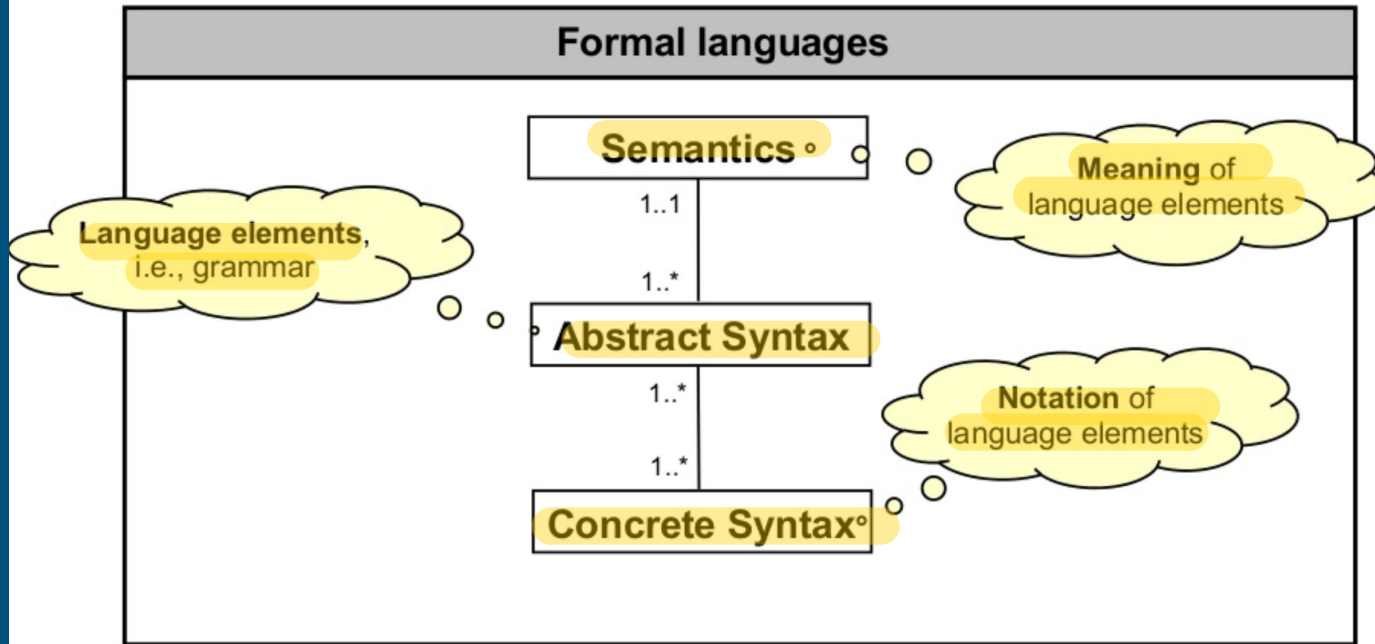 Formal languages
Semantics
Meaning of
language elements
1..1
Language elements,
i.e., grammar
1..*
Abstract Syntax
1..*
Notation of
language elements
1..*
Concrete Syntax